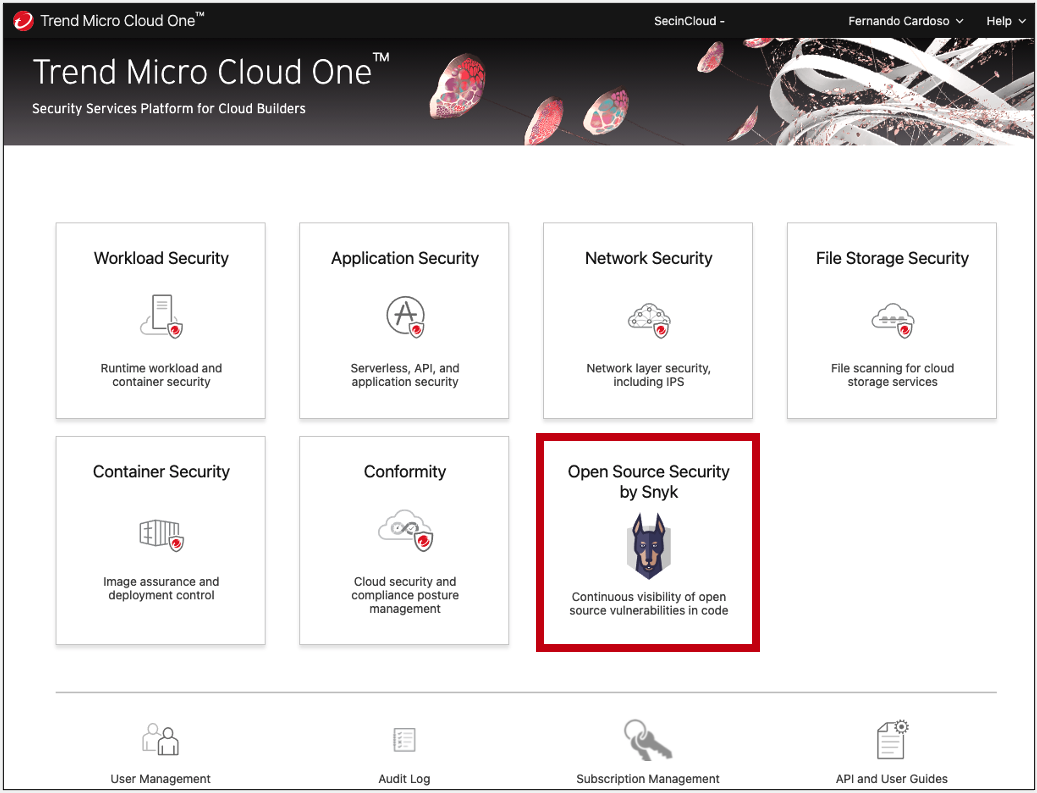 Trend Micro Cloud One™
SecinCloud -
Fernando Cardoso
Help
Trend Micro Cloud One™
Security Services Platform for Cloud Builders
Workload Security
Runtime workload and
container security
Application Security
Serverless, API, and
application security
Network Security
Network layer security,
including IPS
File Storage Security
File scanning for cloud
storage services
Container Security
Image assurance and
deployment control
Conformity
Cloud security and
compliance posture
management
Open Source Security
by Snyk
Continuous visibility of open
source vulnerabilities in code
User Management
Audit Log
Subscription Management
API and User Guides